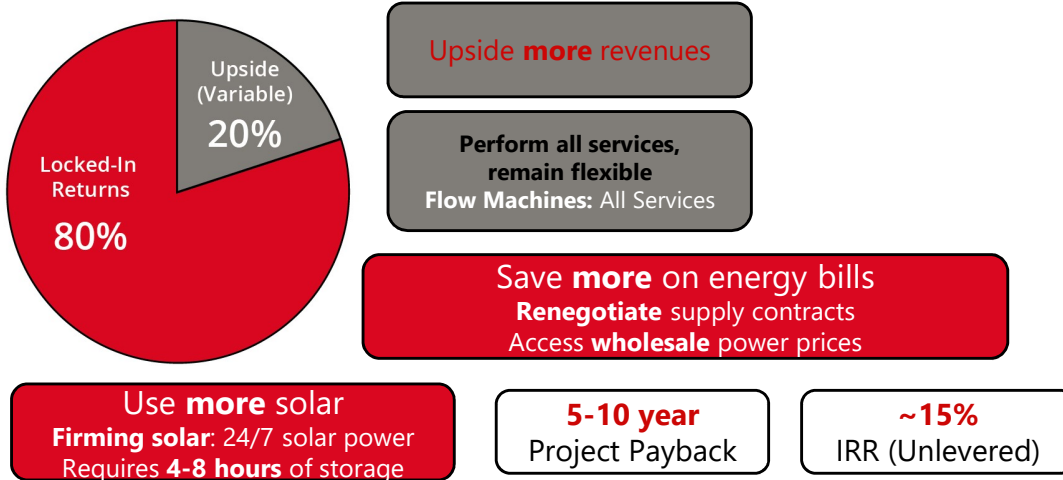 Upside
(Variable)
20%
Locked-In
Returns
80%
Upside more revenues
Perform all services,
remain flexible
Flow Machines: All Services
Save more on energy bills
Renegotiate supply contracts
Access wholesale power prices
Use more solar
Firming solar: 24/7 solar power
Requires 4-8 hours of storage
5-10 year
Project Payback
~15%
IRR (Unlevered)